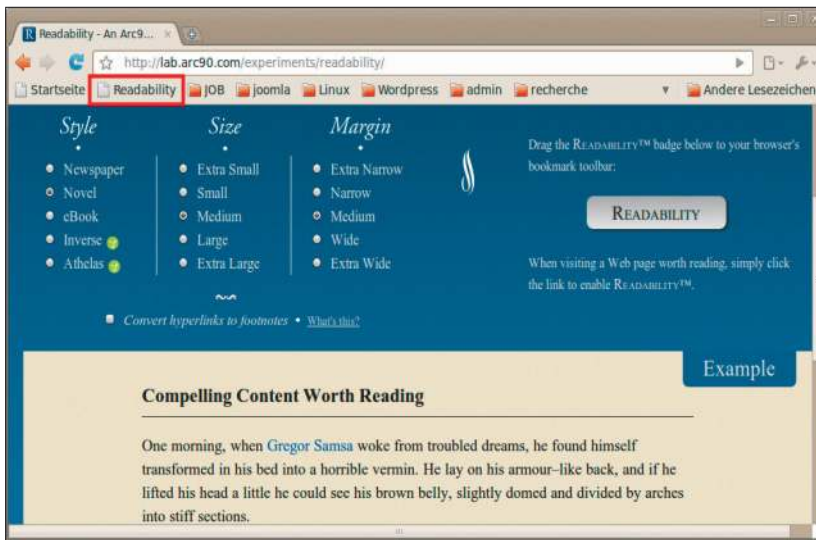 Readability - An Arc9...
http://lab.arc90.com/experiments/readability/
Startseite Readability JOB joomla Linux Wordpress admin recherche Andere Lesezeichen
Style
Newspaper
Novel
eBook
Inverse
Athelas
Size
Extra Small
Small
Medium
Large
Extra Large
Margin
Extra Narrow
Narrow
Medium
Wide
Extra Wide
Convert hyperlinks to footnotes • What's this?
Drag the READABILITY™ badge below to your browser's
bookmark toolbar:
READABILITY
When visiting a Web page worth reading, simply click
the link to enable READABILITY™.
Example
Compelling Content Worth Reading
One morning, when Gregor Samsa woke from troubled dreams, he found himself
transformed in his bed into a horrible vermin. He lay on his armour–like back, and if he
lifted his head a little he could see his brown belly, slightly domed and divided by arches
into stiff sections.